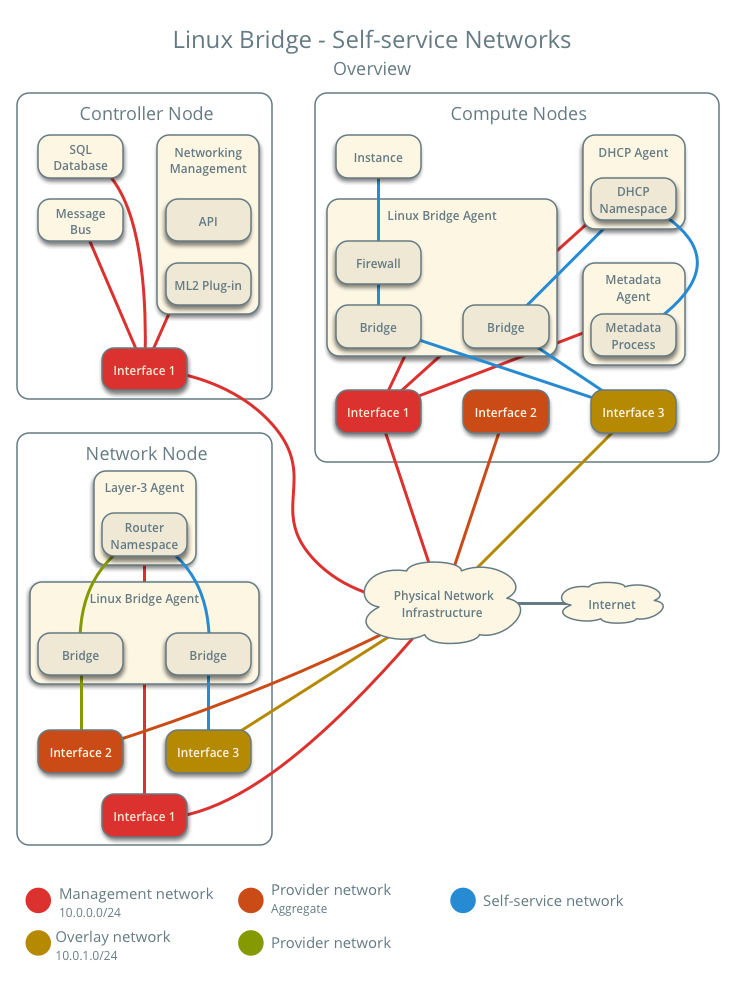 Linux Bridge - Self-service Networks
Overview
Controller Node
SQL
Database
Networking
Management
Message
Bus
API
ML2 Plug-in
Interface 1
Compute Nodes
Instance
DHCP Agent
DHCP
Namespace
Linux Bridge Agent
Firewall
Metadata
Agent
Bridge
Bridge
Metadata
Process
Interface 1
Interface 2
Interface 3
Network Node
Layer-3 Agent
Router
Namespace
Linux Bridge Agent
Bridge
Bridge
Interface 2
Interface 3
Interface 1
Physical Network
Infrastructure
Internet
Management network
10.0.0.0/24
Provider network
Aggregate
Self-service network
Overlay network
10.0.1.0/24
Provider network